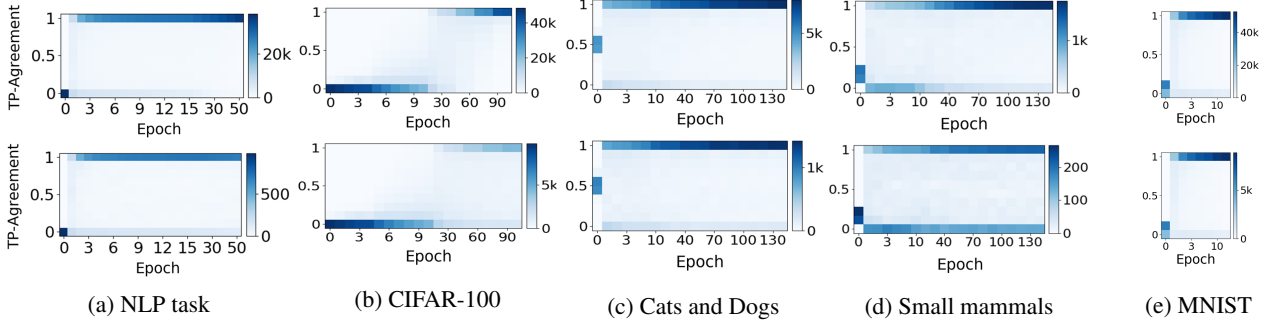 TP-Agreement
1
0.5
0
0 3 6 9 12 15 30 50
Epoch
20k
0
1
0.5
0
0 3 6 9 30 60 90
Epoch
40k
20k
0
1
0.5
0
0 3 10 40 70 100 130
Epoch
5k
0
1
0.5
0
0 3 10 40 70 100 130
Epoch
1k
0
1
0.5
0
0 3 10
Epoch
40k
20k
0
TP-Agreement
1
0.5
0
0 3 6 9 12 15 30 50
Epoch
500
0
1
0.5
0
0 3 6 9 30 60 90
Epoch
5k
0
1
0.5
0
0 3 10 40 70 100 130
Epoch
1k
0
1
0.5
0
0 3 10 40 70 100 130
Epoch
200
100
0
1
0.5
0
0 3 10
Epoch
5k
0
(a) NLP task
(b) CIFAR-100
(c) Cats and Dogs
(d) Small mammals
(e) MNIST